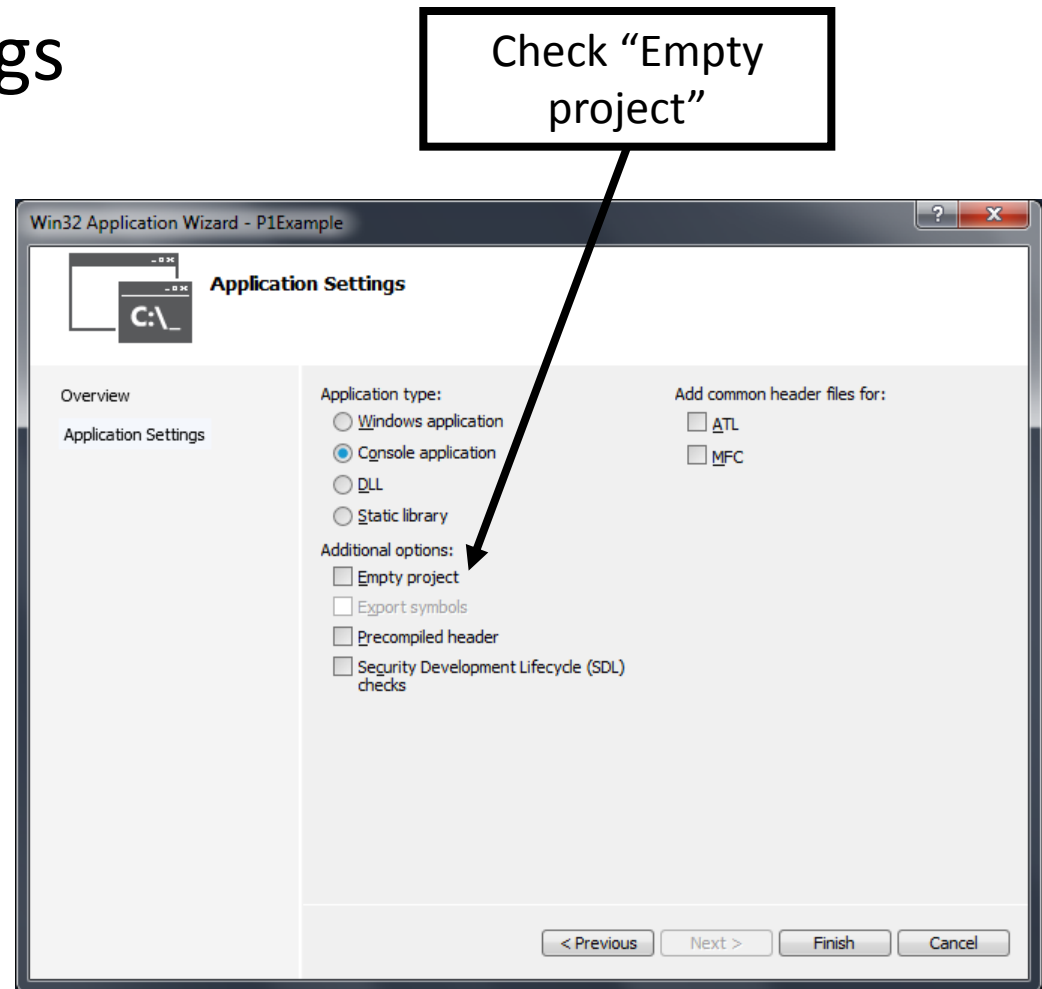 gs
Check “Empty
project”
Win32 Application Wizard - P1Example
?
x
C:\_
Application Settings
Overview
Application Settings
Application type:
Windows application
Console application
DLL
Static library
Additional options:
Empty project
Export symbols
Precompiled header
Security Development Lifecycle (SDL)
checks
Add common header files for:
ATL
MFC
< Previous
Next >
Finish
Cancel